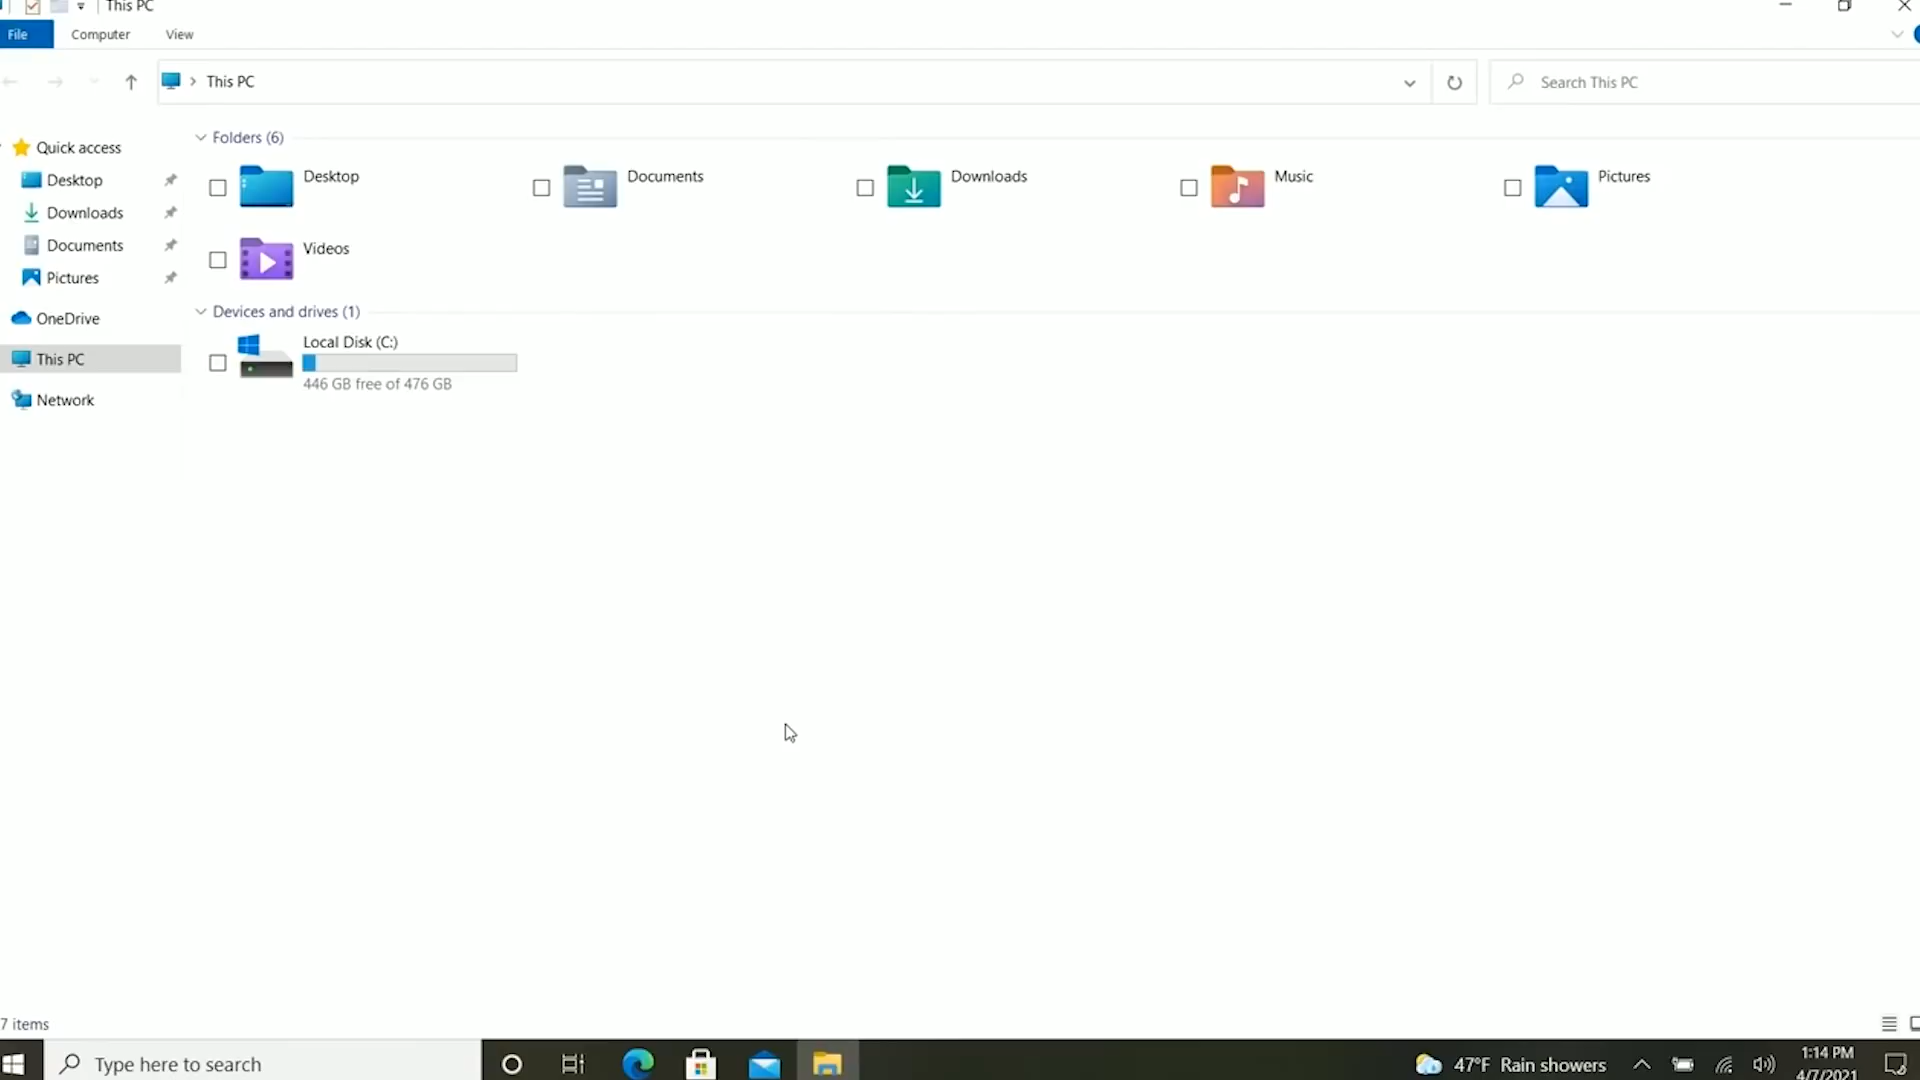 This PC
File Computer View
This PC
Search This PC
Quick access
Desktop
Downloads
Documents
Pictures
OneDrive
This PC
Network
Folders (6)
Desktop
Documents
Downloads
Music
Pictures
Videos
Devices and drives (1)
Local Disk (C:)
446 GB free of 476 GB
7 items
Type here to search
47°F Rain showers
1:14 PM
4/7/2021